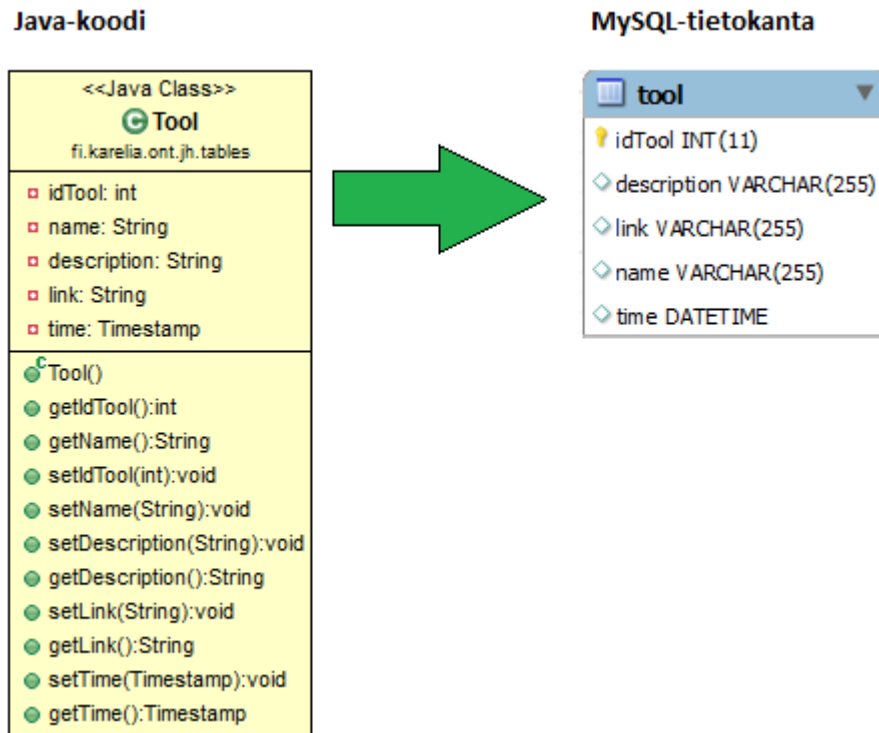 Java-koodi
<<Java Class>>
Tool
fi.karelia.ont.jh.tables
idTool: int
name: String
description: String
link: String
time: Timestamp
Tool()
getIdTool():int
getName():String
setIdTool(int):void
setName(String):void
setDescription(String):void
getDescription():String
setLink(String):void
getLink():String
setTime(Timestamp):void
getTime():Timestamp
MySQL-tietokanta
tool
idTool INT(11)
description VARCHAR(255)
link VARCHAR(255)
name VARCHAR(255)
time DATETIME